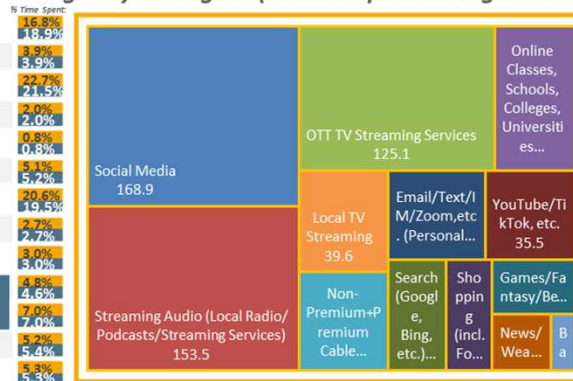 % Time Spent:
16.8%
18.9%
3.9%
3.9%
22.7%
21.5%
2.0%
2.0%
0.8%
0.8%
5.1%
5.2%
20.6%
19.5%
2.7%
2.7%
3.0%
3.0%
4.8%
4.6%
7.0%
7.0%
5.2%
5.4%
5.3%
5.3%
Social Media
168.9
Streaming Audio (Local Radio/
Podcasts/Streaming Services)
153.5
OTT TV Streaming Services
125.1
Online
Classes,
Schools,
Colleges,
Universiti
es...
Local TV
Streaming
39.6
Email/Text/I
M/Zoom,etc
. (Personal...
YouTube/Ti
kTok, etc.
35.5
Non-
Premium+P
remium
Cable...
Search
(Googl
e,
Bing,
etc.)...
Sho
ppin
g
(incl.
Fo...
Games/Fa
ntasy/Be...
News/
Wea...
Ba